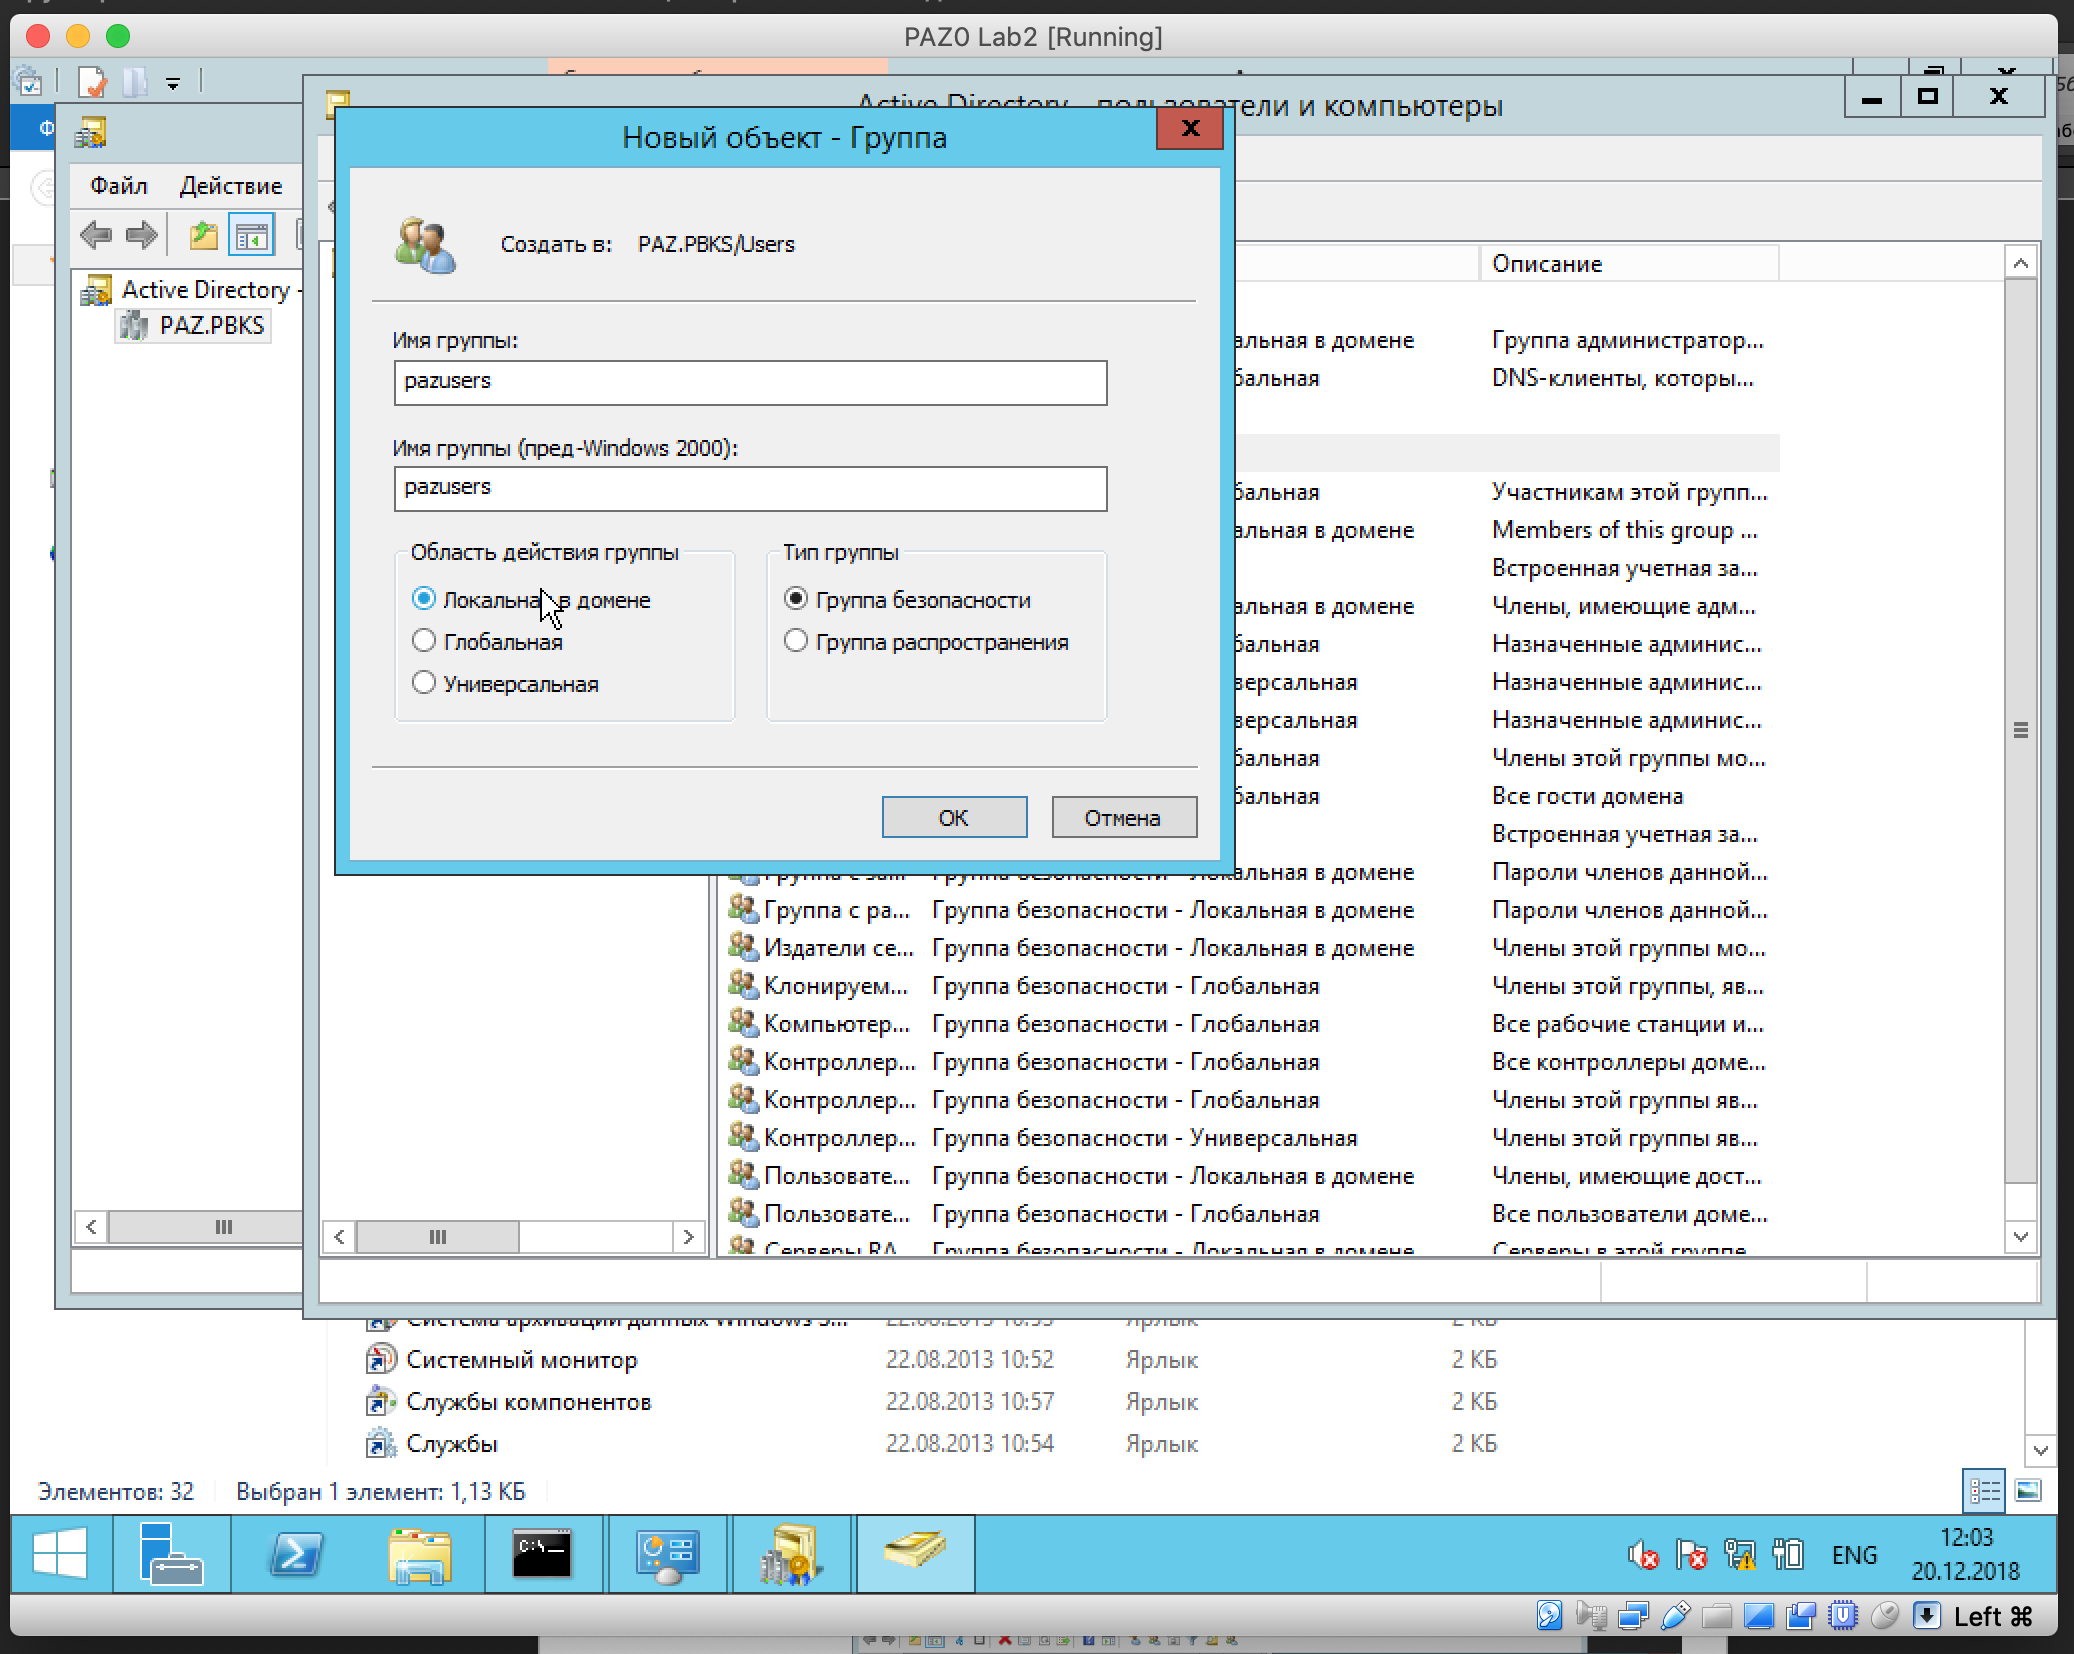 PAZO Lab2 [Running]
Active Directory - пользователи и компьютеры
Новый объект - Группа
Файл Действие
Создать в: PAZ.PBKS/Users
Active Directory -
PAZ.PBKS
Описание
Имя группы:
pazusers
альная в домене Группа администратор...
бальная DNS-клиенты, которы...
Имя группы (пред-Windows 2000):
pazusers
бальная Участникам этой групп...
альная в домене Members of this group ...
Область действия группы Тип группы
Встроенная учетная за...
Локальная в домене Группа безопасности
альная в домене Члены, имеющие адм...
Глобальная Группа распространения
бальная Назначенные админис...
Универсальная
версальная Назначенные админис...
версальная Назначенные админис...
бальная Члены этой группы мо...
бальная Все гости домена
ОК Отмена
Встроенная учетная за...
альная в домене Пароли членов данной...
Группа с ра... Группа безопасности - Локальная в домене Пароли членов данной...
Издатели се... Группа безопасности - Локальная в домене Члены этой группы мо...
Клонируем... Группа безопасности - Глобальная Члены этой группы, яв...
Компьютер... Группа безопасности - Глобальная Все рабочие станции и...
Контроллер... Группа безопасности - Глобальная Все контроллеры доме...
Контроллер... Группа безопасности - Глобальная Члены этой группы яв...
Контроллер... Группа безопасности - Универсальная Члены этой группы яв...
Пользовате... Группа безопасности - Локальная в домене Члены, имеющие дост...
Пользовате... Группа безопасности - Глобальная Все пользователи доме...
Серверы RA Группа безопасности - Локальная в домене Серверы в этой группе
Система архивации данных Windows S... 22.08.2013 10:53 Ярлык 2 КБ
Системный монитор 22.08.2013 10:52 Ярлык 2 КБ
Службы компонентов 22.08.2013 10:57 Ярлык 2 КБ
Службы 22.08.2013 10:54 Ярлык 2 КБ
Элементов: 32 Выбран 1 элемент: 1,13 КБ
C:\
ENG
12:03
20.12.2018
Left ⌘